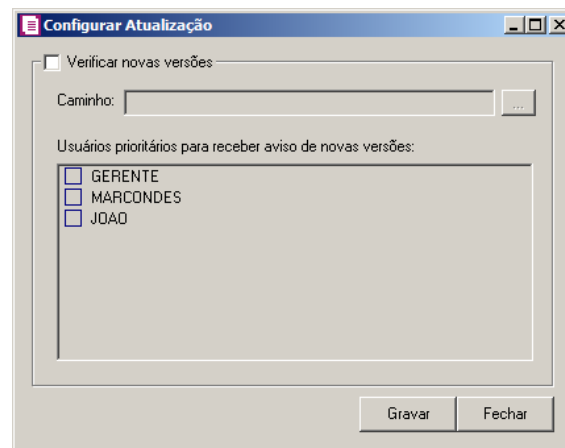 Configurar Atualização
Verificar novas versões
Caminho:
...
Usuários prioritários para receber aviso de novas versões:
GERENTE
MARCONDES
JOAO
Gravar Fechar